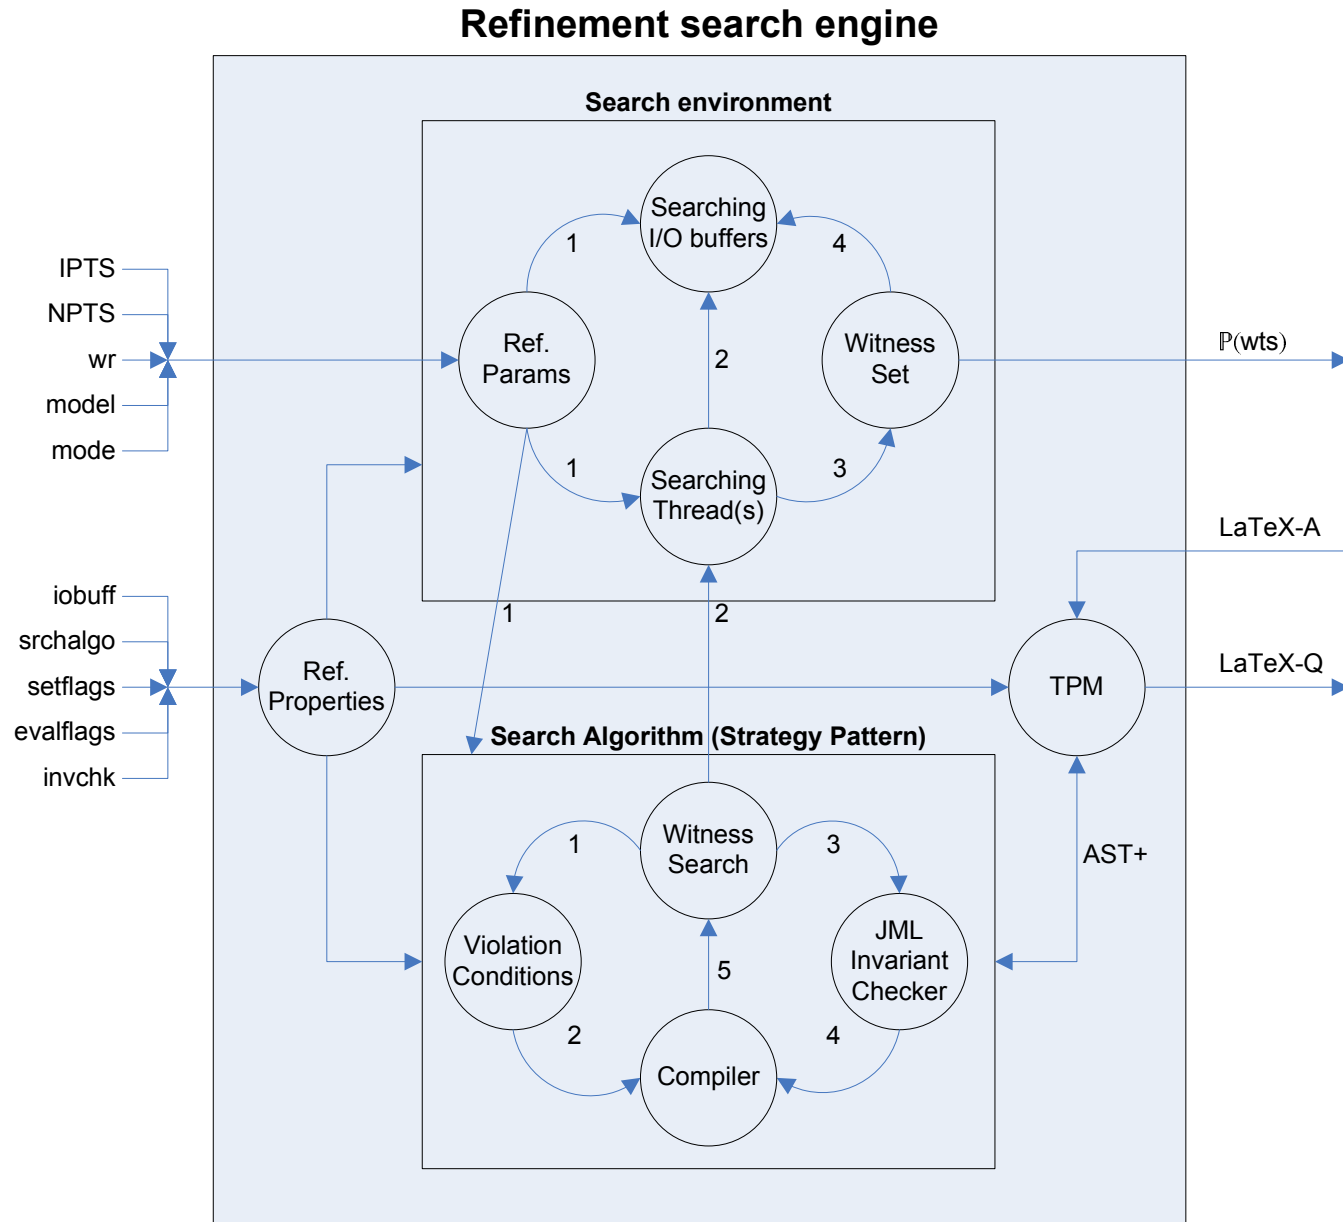 Refinement search engine
Search environment
Searching
I/O buffers
1
4
IPTS
NPTS
wr
model
mode
Ref.
Params
2
Witness
Set
ℙ(wts)
1
3
Searching
Thread(s)
LaTeX-A
1
2
iobuff
srchalgo
setflags
evalflags
invchk
Ref.
Properties
TPM
LaTeX-Q
Search Algorithm (Strategy Pattern)
Witness
Search
1
3
AST+
Violation
Conditions
5
JML
Invariant
Checker
2
4
Compiler